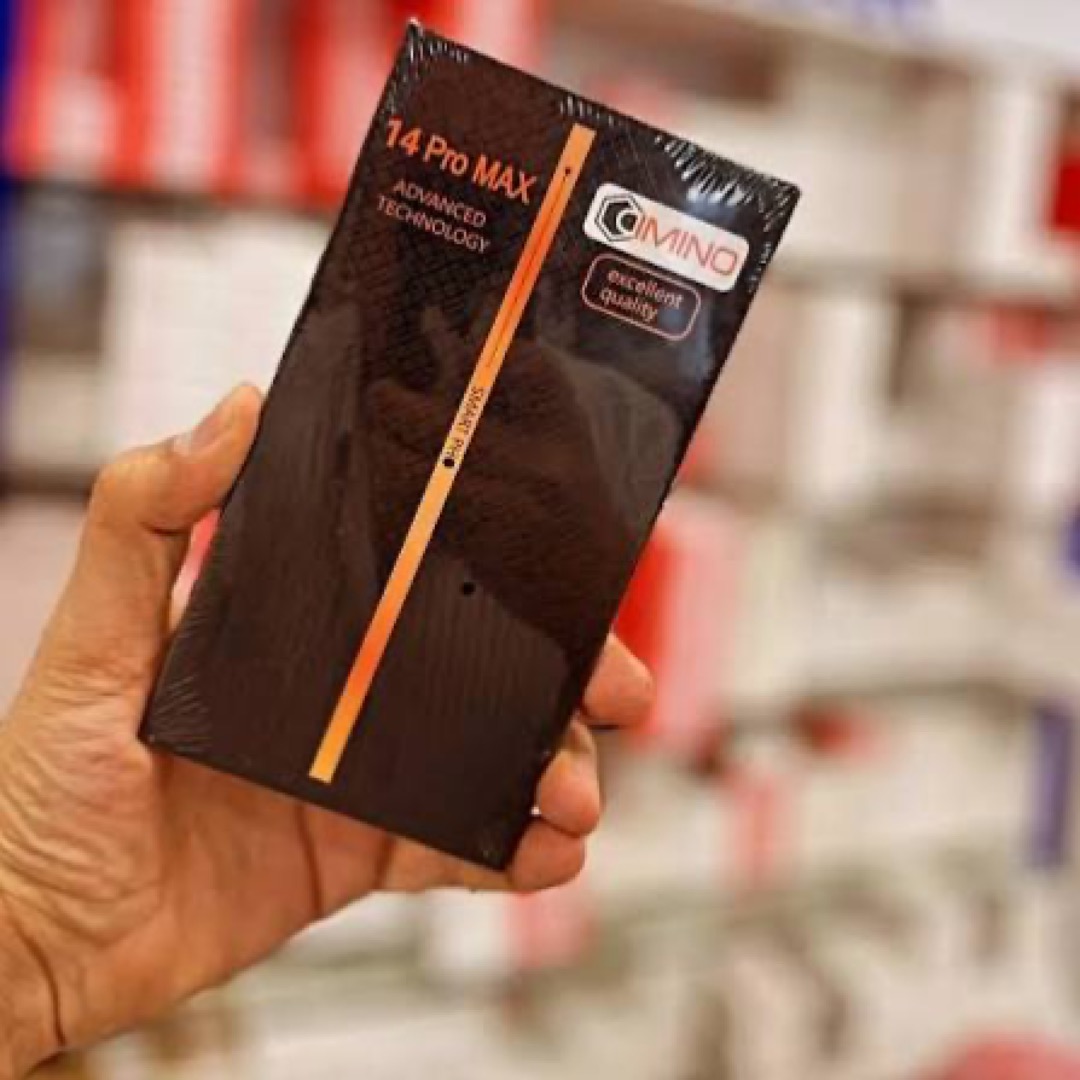 14 Pro MAX
ADVANCED
TECHNOLOGY
IMINO
excellent
quality
SMART PRO